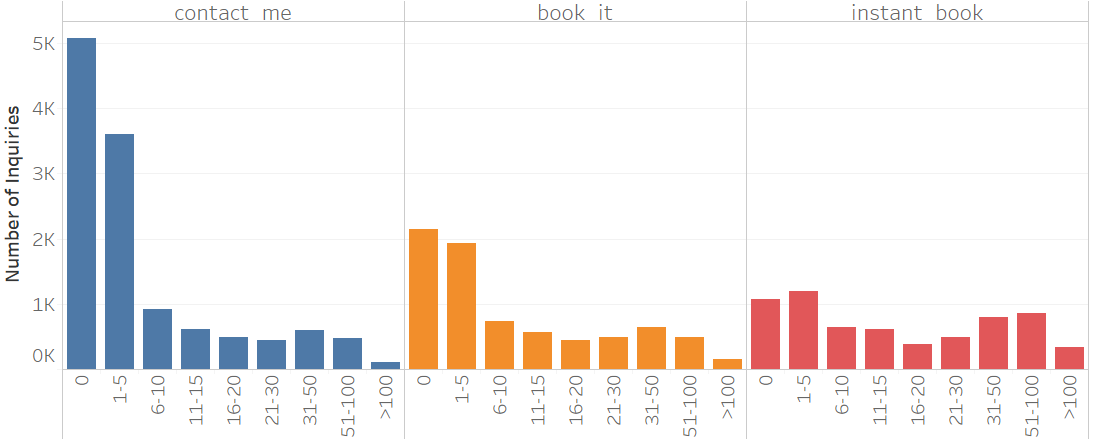 contact_me
book_it
instant_book
Number of Inquiries
5K
4K
3K
2K
1K
0K
0
1-5
6-10
11-15
16-20
21-30
31-50
51-100
>100
0
1-5
6-10
11-15
16-20
21-30
31-50
51-100
>100
0
1-5
6-10
11-15
16-20
21-30
31-50
51-100
>100